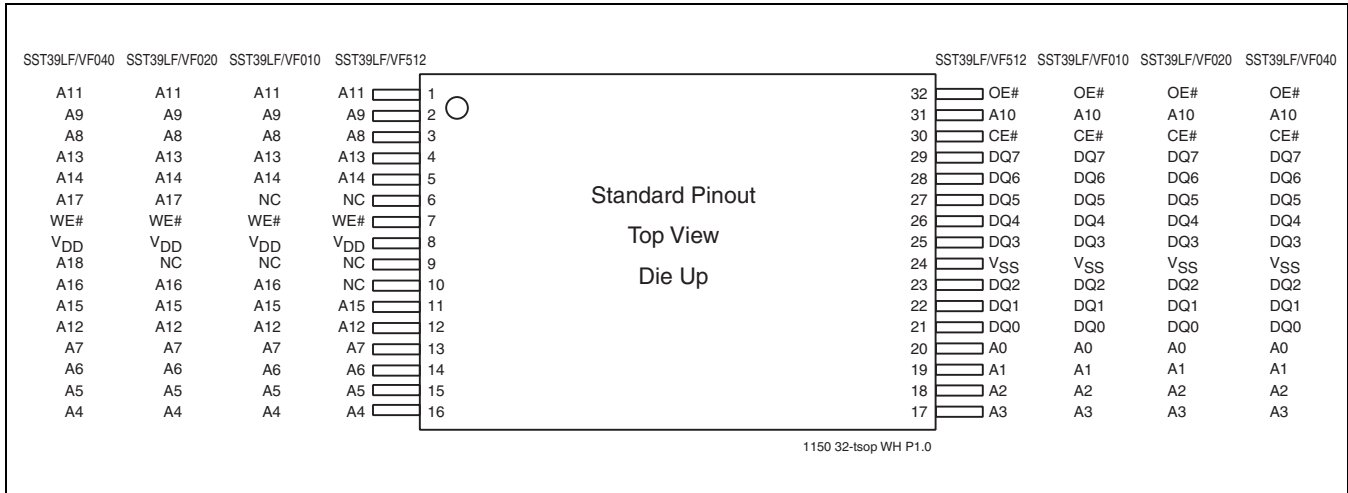 SST39LF/VF040 SST39LF/VF020 SST39LF/VF010 SST39LF/VF512 SST39LF/VF512 SST39LF/VF010 SST39LF/VF020 SST39LF/VF040
A11 A11 A11 A11 1 32 OE# OE# OE# OE#
A9 A9 A9 A9 2 31 A10 A10 A10 A10
A8 A8 A8 A8 3 30 CE# CE# CE# CE#
A13 A13 A13 A13 4 29 DQ7 DQ7 DQ7 DQ7
A14 A14 A14 A14 5 28 DQ6 DQ6 DQ6 DQ6
A17 A17 NC NC 6 Standard Pinout 27 DQ5 DQ5 DQ5 DQ5
WE# WE# WE# WE# 7 26 DQ4 DQ4 DQ4 DQ4
VDD VDD VDD VDD 8 Top View 25 DQ3 DQ3 DQ3 DQ3
A18 NC NC NC 9 24 VSS VSS VSS VSS
A16 A16 A16 NC 10 Die Up 23 DQ2 DQ2 DQ2 DQ2
A15 A15 A15 A15 11 22 DQ1 DQ1 DQ1 DQ1
A12 A12 A12 A12 12 21 DQ0 DQ0 DQ0 DQ0
A7 A7 A7 A7 13 20 A0 A0 A0 A0
A6 A6 A6 A6 14 19 A1 A1 A1 A1
A5 A5 A5 A5 15 18 A2 A2 A2 A2
A4 A4 A4 A4 16 17 A3 A3 A3 A3
1150 32-tsop WH P1.0